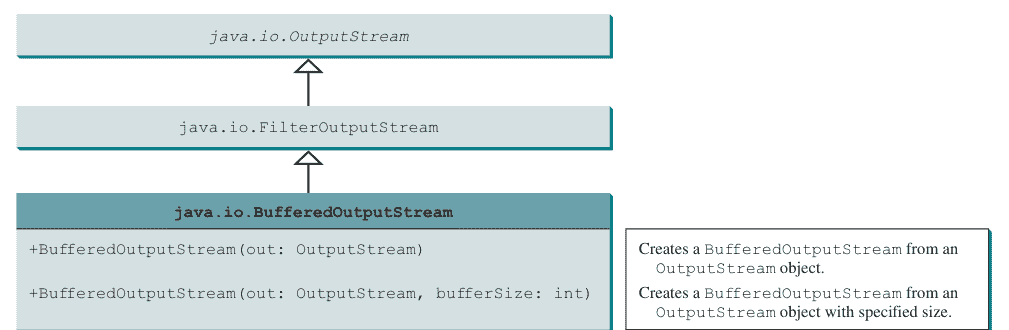 java.io.OutputStream
java.io.FilterOutputStream
java.io.BufferedOutputStream
+BufferedOutputStream(out: OutputStream)
+BufferedOutputStream(out: OutputStream, bufferSize: int)
Creates a BufferedOutputStream from an
OutputStream object.
Creates a BufferedOutputStream from an
OutputStream object with specified size.